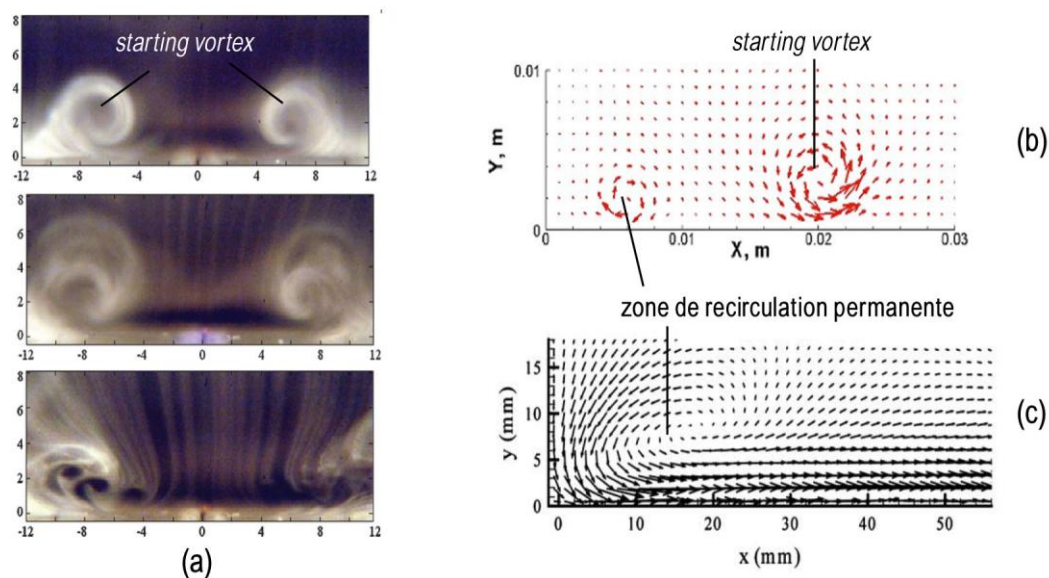 starting vortex
8
6
4
2
0
-12 -8 -4 0 4 8 12
8
6
4
2
0
-12 -8 -4 0 4 8 12
8
6
4
2
0
-12 -8 -4 0 4 8 12
(a)
starting vortex
0.01
Y, m
0
0 0.01 0.02 0.03
X, m
(b)
zone de recirculation permanente
15
10
5
0
y (mm)
0 10 20 30 40 50
x (mm)
(c)